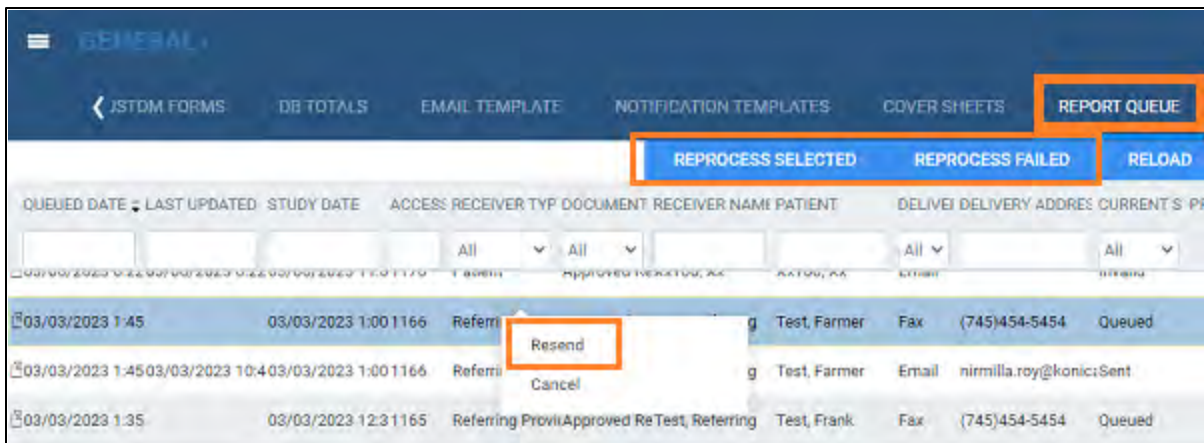 GENERAL
JSTOM FORMS DB TOTALS EMAIL TEMPLATE NOTIFICATION TEMPLATES COVER SHEETS REPORT QUEUE
REPROCESS SELECTED REPROCESS FAILED RELOAD
QUEUED DATE LAST UPDATED STUDY DATE ACCESS RECEIVER TYP DOCUMENT RECEIVER NAME PATIENT DELIVE DELIVERY ADDRES CURRENT S
All All All All
03/03/2023 1:45 03/03/2023 1:00 1166 Referri g Test, Farmer Fax (745)454-5454 Queued
Resend
03/03/2023 1:45 03/03/2023 10:4 03/03/2023 1:00 1166 Referri g Test, Farmer Email nirmilla.roy@konic Sent
Cancel
03/03/2023 1:35 03/03/2023 12:3 1165 Referring Provi Approved Re Test, Referring Test, Frank Fax (745)454-5454 Queued